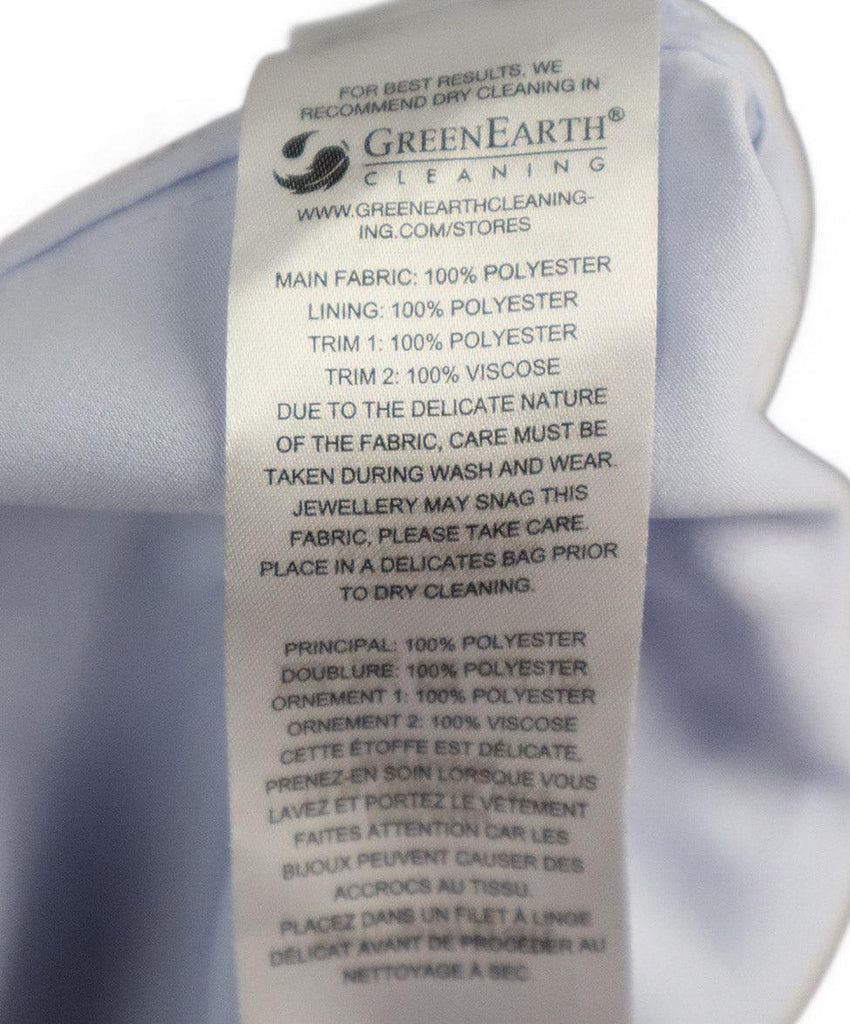 FOR BEST RESULTS, WE
RECOMMEND DRY CLEANING IN
GREENEARTH®
CLEANING
WWW.GREENEARTHCLEANING-
ING.COM/STORES
MAIN FABRIC: 100% POLYESTER
LINING: 100% POLYESTER
TRIM 1: 100% POLYESTER
TRIM 2: 100% VISCOSE
DUE TO THE DELICATE NATURE
OF THE FABRIC, CARE MUST BE
TAKEN DURING WASH AND WEAR.
JEWELLERY MAY SNAG THIS
FABRIC, PLEASE TAKE CARE.
PLACE IN A DELICATES BAG PRIOR
TO DRY CLEANING.
PRINCIPAL: 100% POLYESTER
DOUBLURE: 100% POLYESTER
ORNEMENT 1: 100% POLYESTER
ORNEMENT 2: 100% VISCOSE
CETTE ÉTOFFE EST DÉLICATE,
PRENEZ-EN SOIN LORSQUE VOUS
LAVEZ ET PORTEZ LE VÊTEMENT
FAITES ATTENTION CAR LES
BIJOUX PEUVENT CAUSER DES
ACCROCS AU TISSU.
PLACEZ DANS UN FILET À LINGE
DÉLICAT AVANT DE PROCÉDER AU
NETTOYAGE À SEC